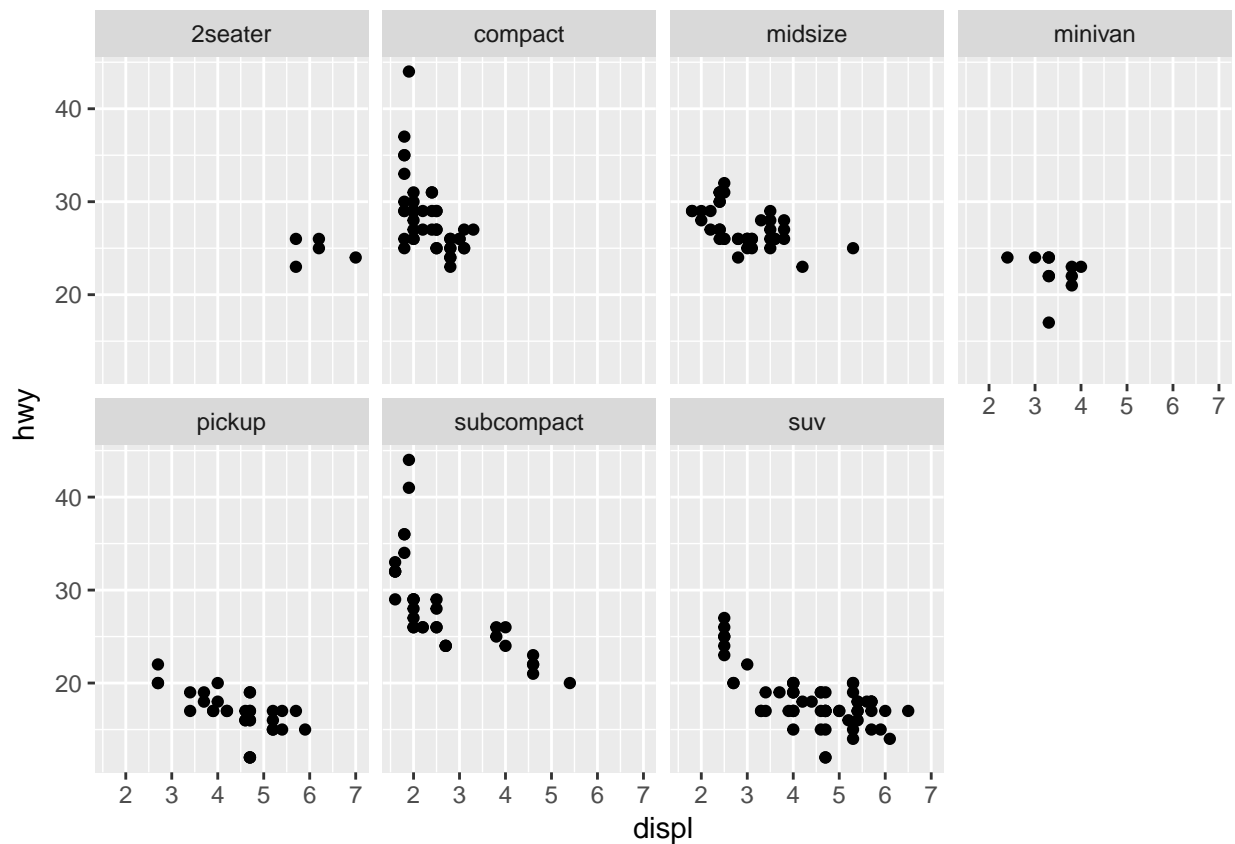 2seater compact midsize minivan
40
30
20
2 3 4 5 6 7
hwy
pickup subcompact suv
40
30
20
2 3 4 5 6 7 2 3 4 5 6 7 2 3 4 5 6 7
displ